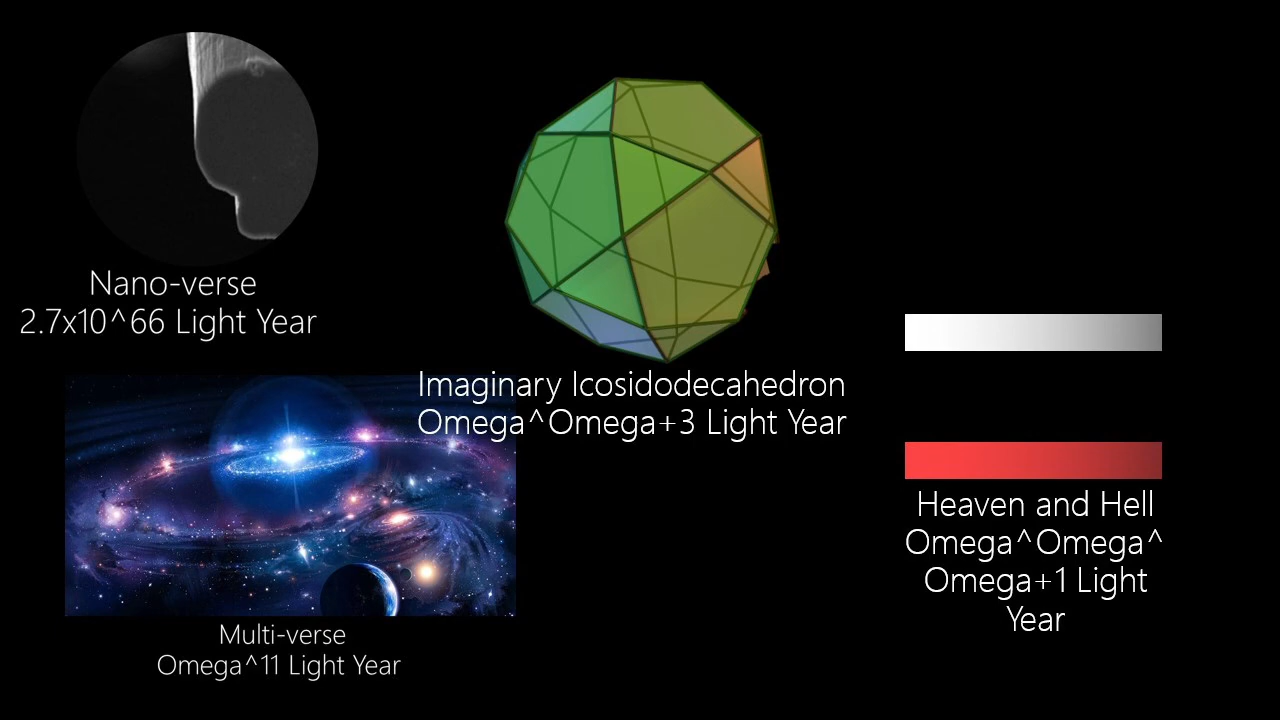 Nano-verse
2.7x10^66 Light Year
Imaginary Icosidodecahedron
Omega^Omega+3 Light Year
Multi-verse
Omega^11 Light Year
Heaven and Hell
Omega^Omega^
Omega+1 Light
Year